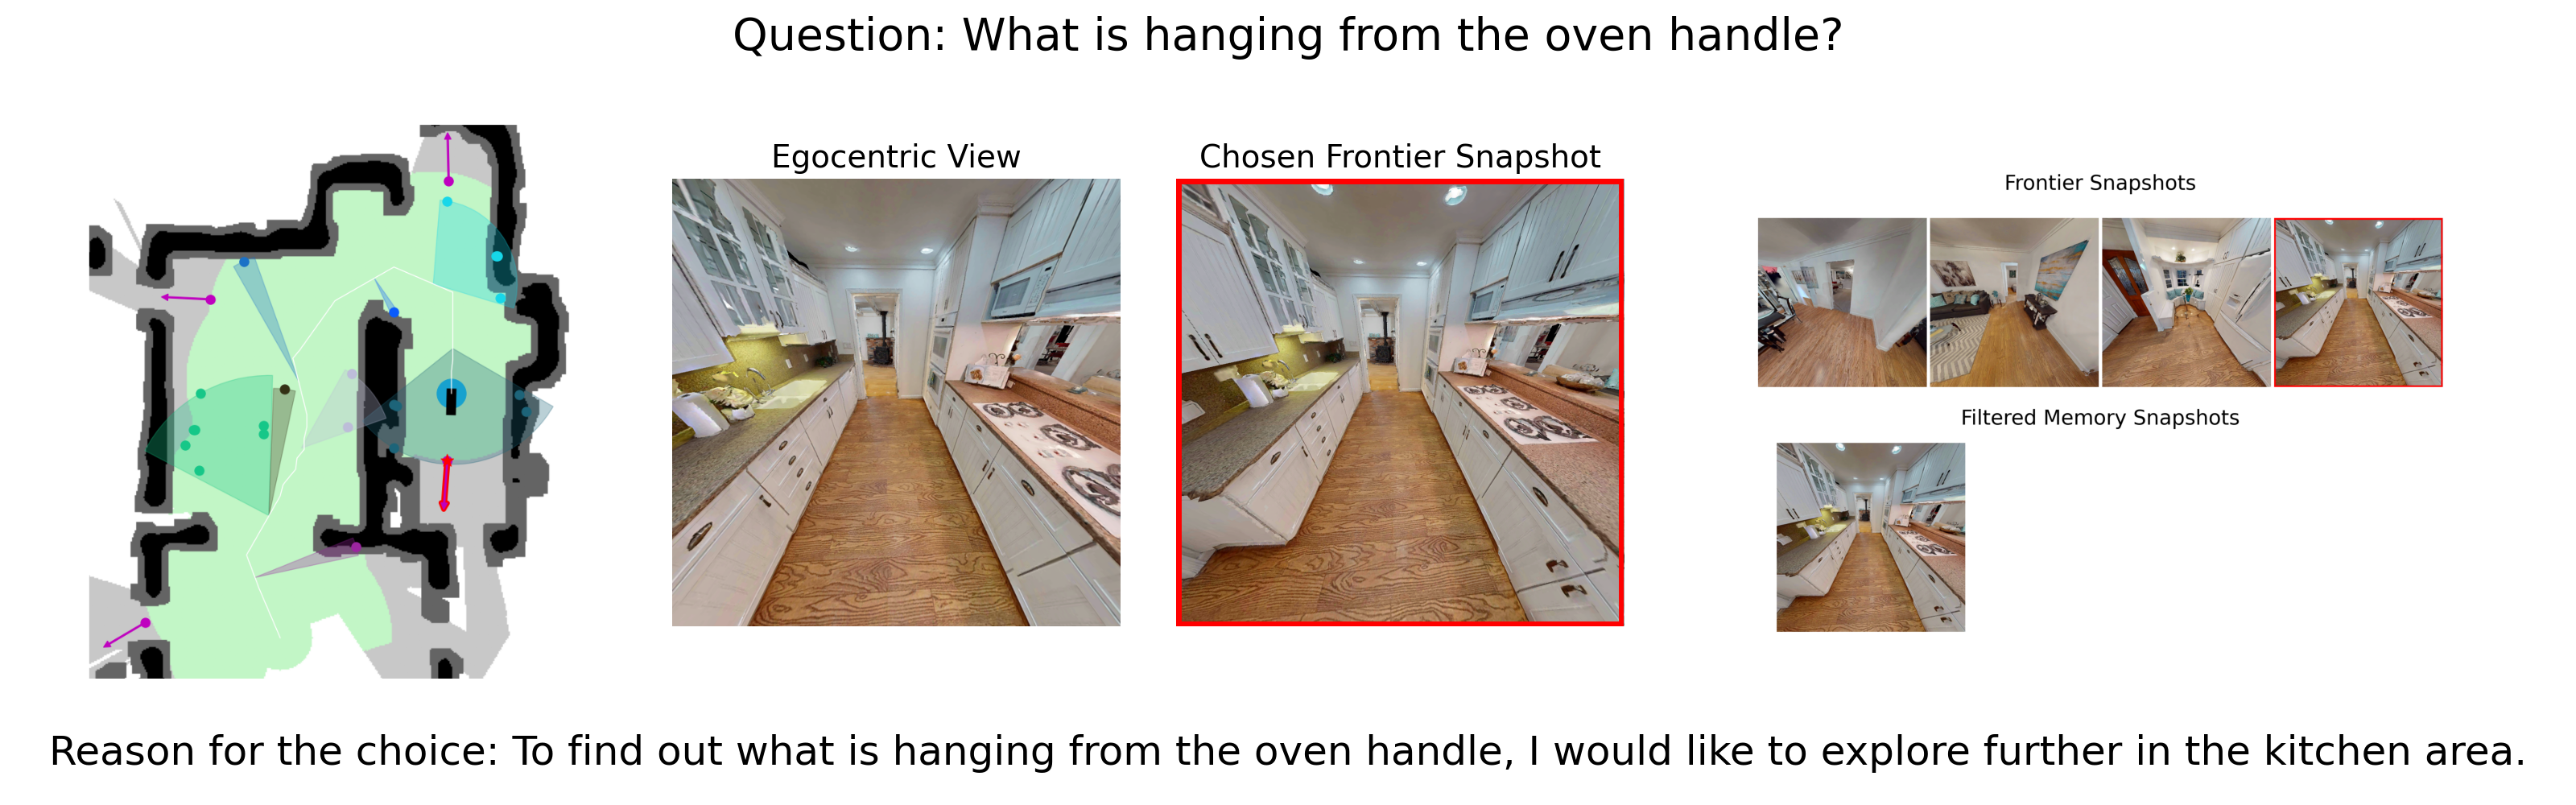 Question: What is hanging from the oven handle?
Egocentric View
Chosen Frontier Snapshot
Frontier Snapshots
Filtered Memory Snapshots
Reason for the choice: To find out what is hanging from the oven handle, I would like to explore further in the kitchen area.